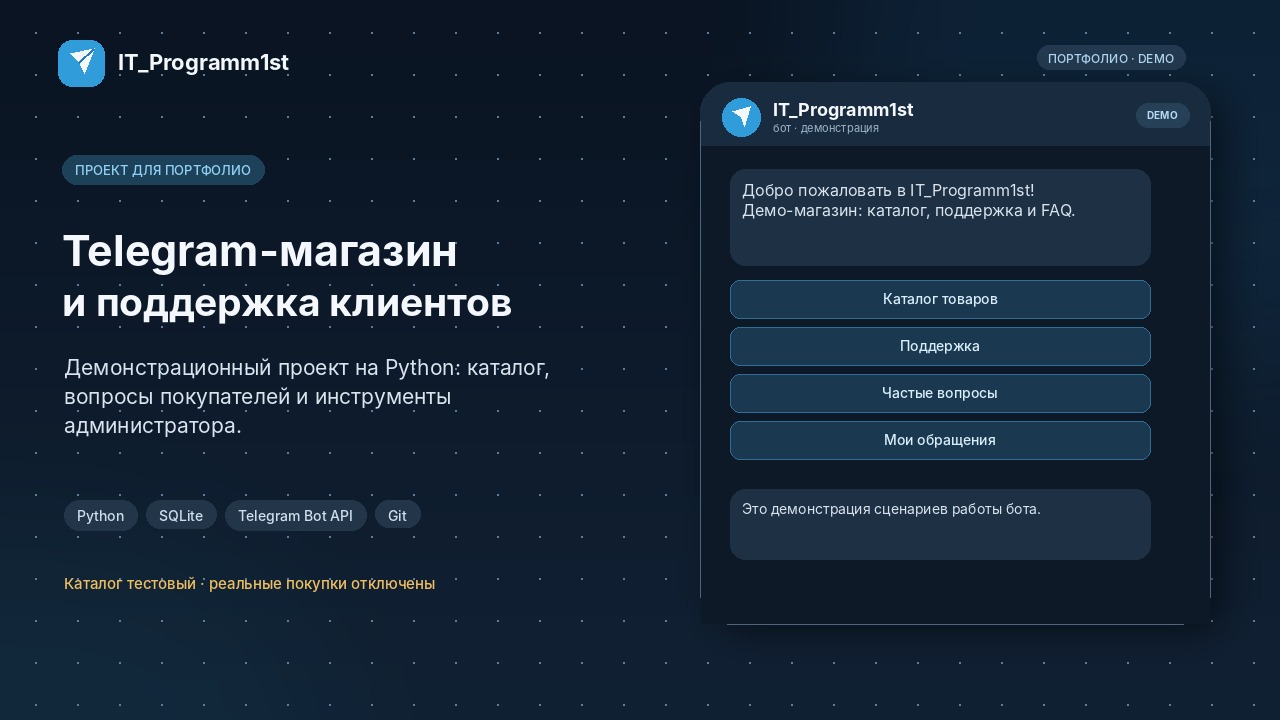 IT_Programm1st
ПРОЕКТ ДЛЯ ПОРТФОЛИО
Telegram-магазин
и поддержка клиентов
Демонстрационный проект на Python: каталог,
вопросы покупателей и инструменты
администратора.
Python
SQLite
Telegram Bot API
Git
Каталог тестовый · реальные покупки отключены
ПОРТФОЛИО · DEMO
IT_Programm1st
бот · демонстрация
DEMO
Добро пожаловать в IT_Programm1st!
Демо-магазин: каталог, поддержка и FAQ.
Каталог товаров
Поддержка
Частые вопросы
Мои обращения
Это демонстрация сценариев работы бота.